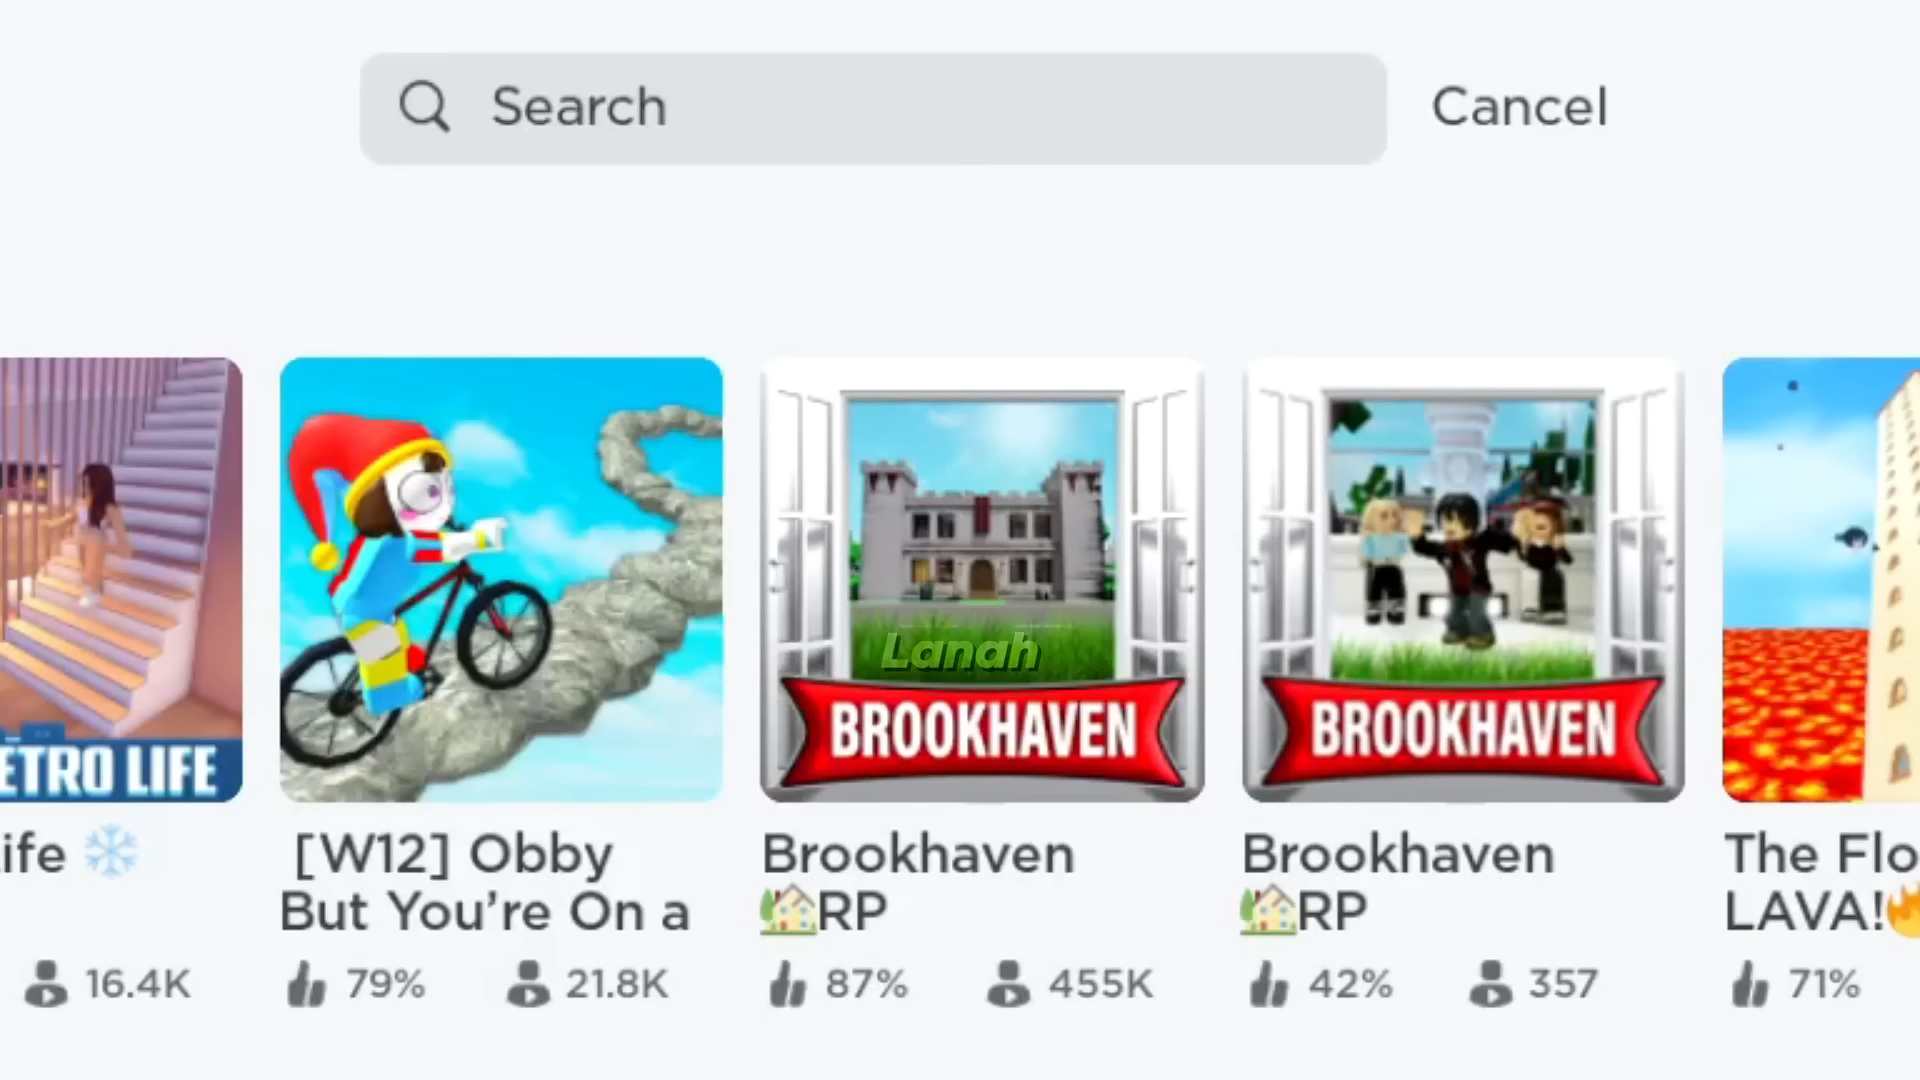 Search
Cancel
ETRO LIFE
Lanah
BROOKHAVEN
BROOKHAVEN
ife ❄️
16.4K
[W12] Obby
But You’re On a
79%
21.8K
Brookhaven
🏡RP
87%
455K
Brookhaven
🏡RP
42%
357
The Flo
LAVA!🔥
71%